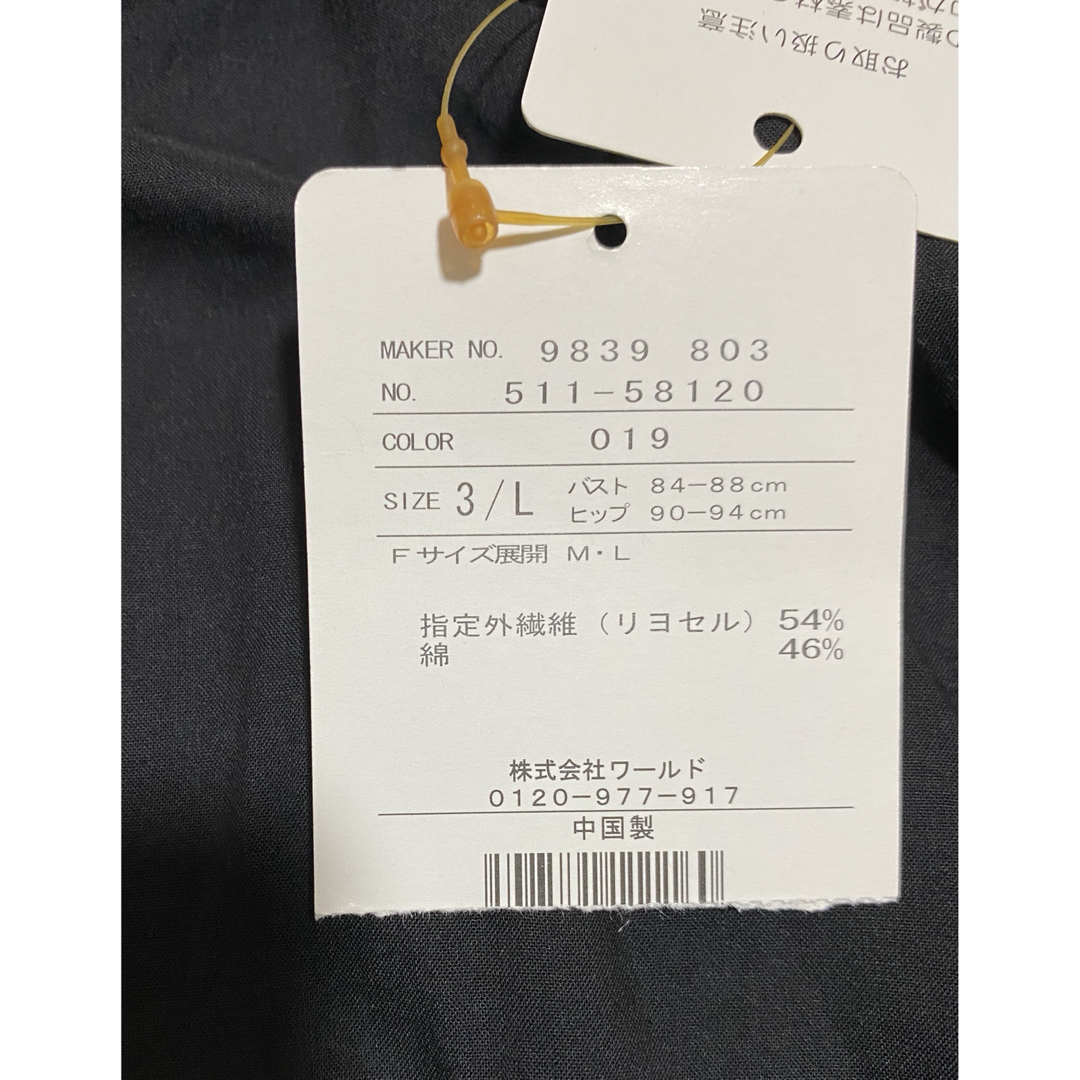 お取り扱い注意
MAKER NO. 9839 803
NO. 511-58120
COLOR 019
SIZE 3/L バスト 84-88cm
ヒップ 90-94cm
Fサイズ展開 M・L
指定外繊維（リヨセル） 54%
綿 46%
株式会社ワールド
0120-977-917
中国製